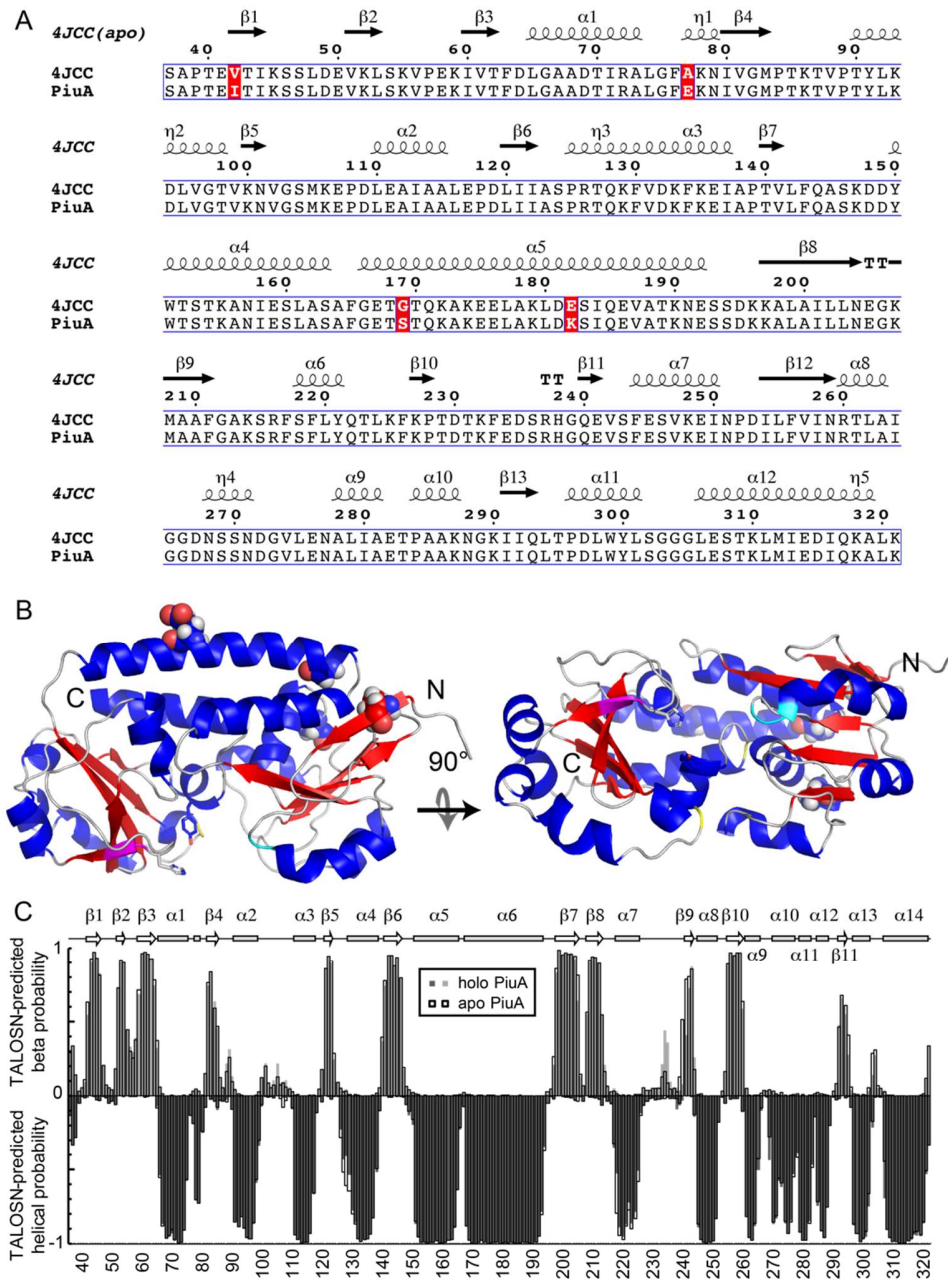 A
4JCC(apo) β1 β2 β3 α1 η1 β4
40 50 60 70 80 90
4JCC SAPTEVTIKSSLDEVKLSKVPEKIVTFDLGAADTIRALGFAKNIVGMPTKTVPTYLK
PiuA SAPTEITIKSSLDEVKLSKVPEKIVTFDLGAADTIRALGFEKNIVGMPTKTVPTYLK
4JCC η2 β5 α2 β6 η3 α3 β7
100 110 120 130 140 150
4JCC DLVGTVKNVGSMKEPDLEAIAALEPDLIIASPRTQKFVDKFKEIAPTVLFQASKDDY
PiuA DLVGTVKNVGSMKEPDLEAIAALEPDLIIASPRTQKFVDKFKEIAPTVLFQASKDDY
4JCC α4 α5 β8 TT
160 170 180 190 200
4JCC WTSTKANIESLASAFGETGTQKAKEELAKLDESIQEVATKNESSDKKALAILLNEGK
PiuA WTSTKANIESLASAFGETSTQKAKEELAKLDKSIQEVATKNESSDKKALAILLNEGK
4JCC β9 α6 β10 TT β11 α7 β12 α8
210 220 230 240 250 260
4JCC MAAFGAKSRFSFLYQTLKFKPTDTKFEDSRHGQEVSFESVKEINPDILFVINRTLAI
PiuA MAAFGAKSRFSFLYQTLKFKPTDTKFEDSRHGQEVSFESVKEINPDILFVINRTLAI
4JCC η4 α9 α10 β13 α11 α12 η5
270 280 290 300 310 320
4JCC GGDNSSNDGVLENALIAETPAAKNGKIIQLTPDLWYLSGGGLESTKLMIEDIQKALK
PiuA GGDNSSNDGVLENALIAETPAAKNGKIIQLTPDLWYLSGGGLESTKLMIEDIQKALK
B
C N 90° C N
C
β1 β2 β3 α1 β4 α2 α3 β5 α4 β6 α5 α6 β7 β8 α7 β9 α8 β10 α10 α12 α13 α14
α9 α11 β11
TALOSN-predicted beta probability
TALOSN-predicted helical probability
1
0
-1
holo PiuA
apo PiuA
40 50 60 70 80 90 100 110 120 130 140 150 160 170 180 190 200 210 220 230 240 250 260 270 280 290 300 310 320